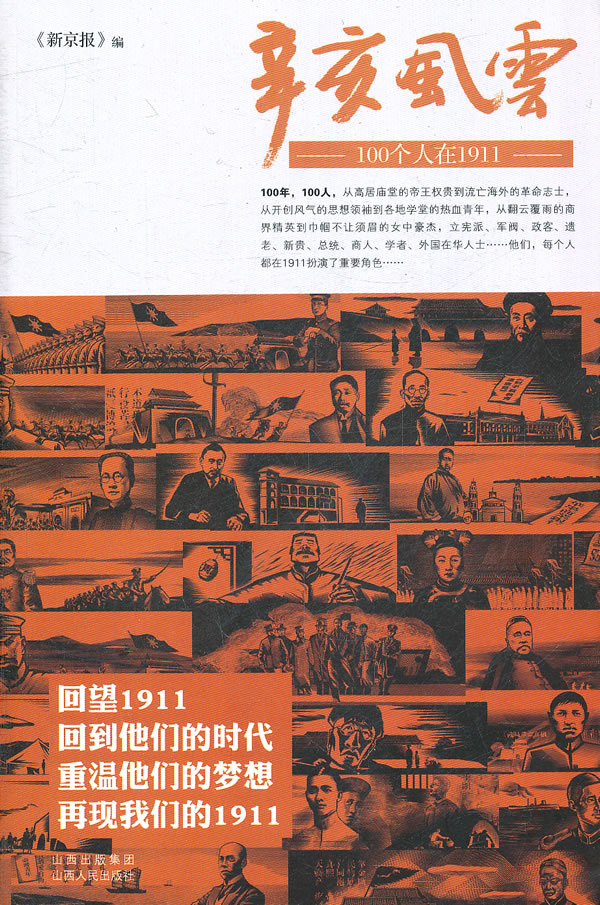 《新京报》编
辛亥風雲
100个人在1911
100年，100人，从高居庙堂的帝王权贵到流亡海外的革命志士，
从开创风气的思想领袖到各地学堂的热血青年，从翻云覆雨的商
界精英到巾帼不让须眉的女中豪杰，立宪派、军阀、政客、遗
老、新贵、总统、商人、学者、外国在华人士……他们，每个人
都在1911扮演了重要角色……
回望1911
回到他们的时代
重温他们的梦想
再现我们的1911
山西出版集团
山西人民出版社